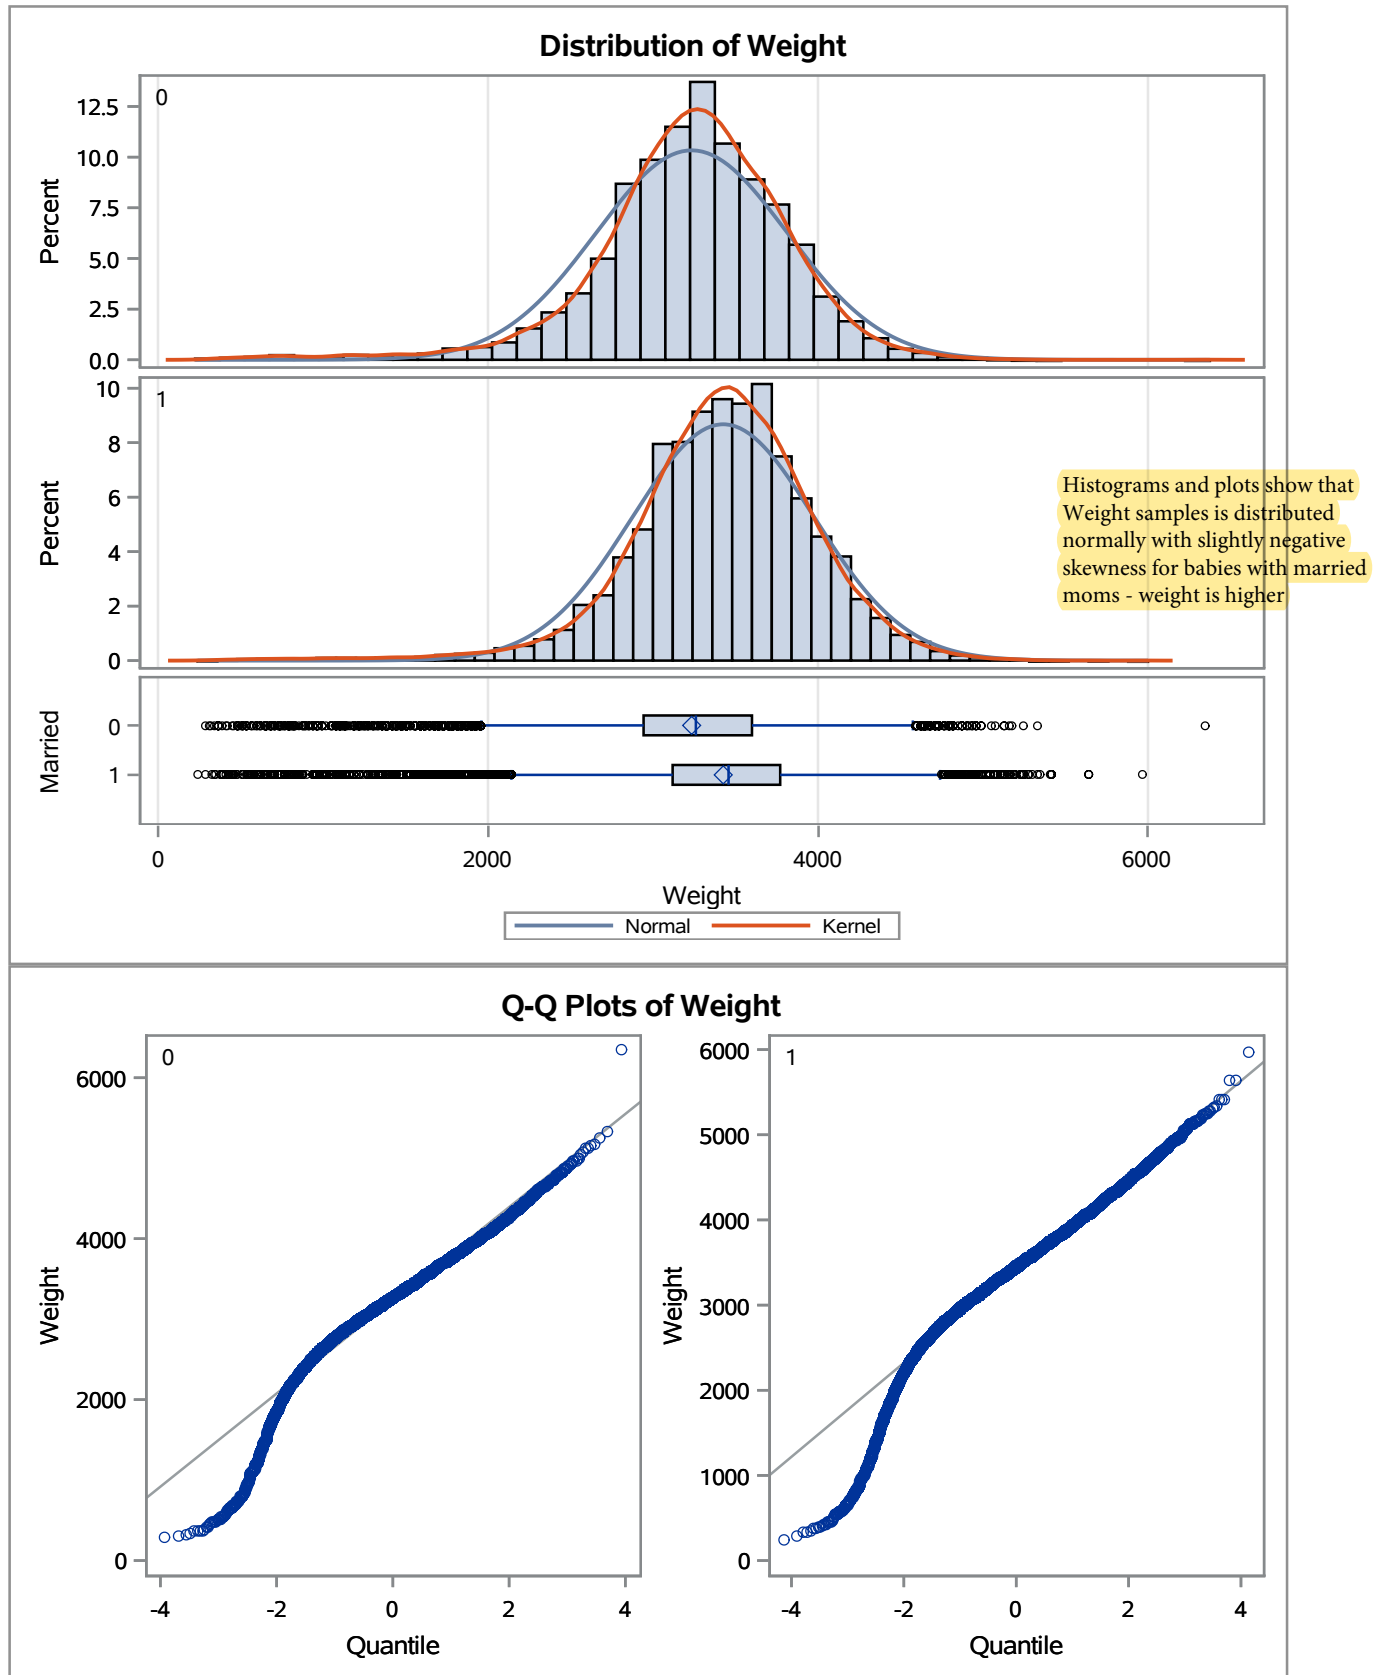 Distribution of Weight
0
12.5
10.0
7.5
5.0
2.5
0.0
Percent
1
10
8
6
4
2
0
Percent
Histograms and plots show that
Weight samples is distributed
normally with slightly negative
skewness for babies with married
moms - weight is higher
Married
0
1
0 2000 4000 6000
Weight
Normal Kernel
Q-Q Plots of Weight
0
6000
4000
2000
0
Weight
-4 -2 0 2 4
Quantile
1
6000
5000
4000
3000
2000
1000
0
Weight
-4 -2 0 2 4
Quantile